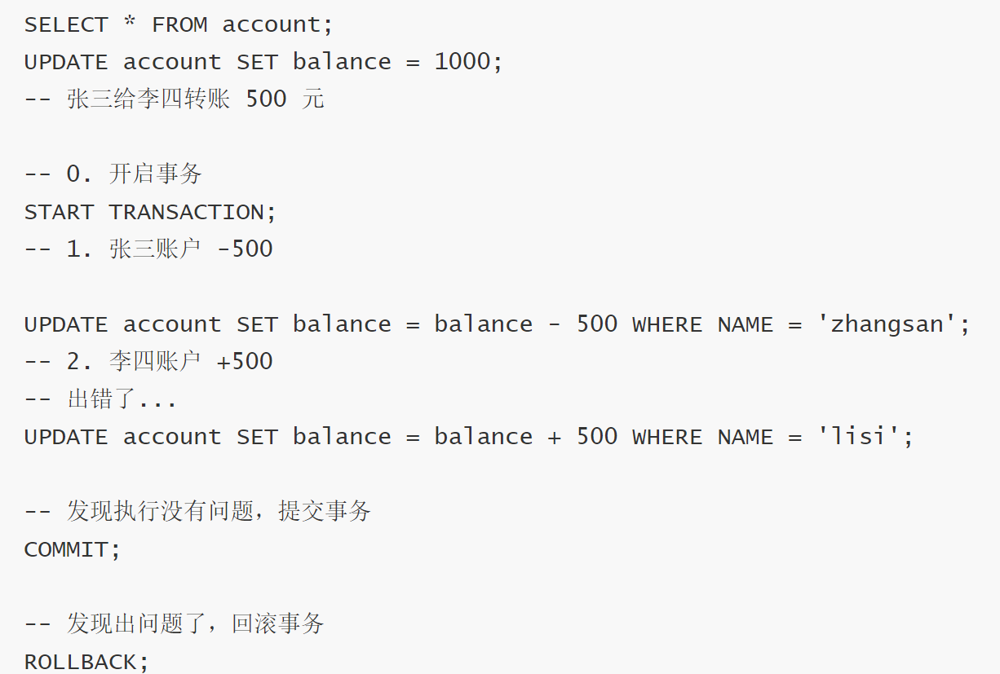 SELECT * FROM account;
UPDATE account SET balance = 1000;
-- 张三给李四转账 500 元
-- 0. 开启事务
START TRANSACTION;
-- 1. 张三账户 -500
UPDATE account SET balance = balance - 500 WHERE NAME = 'zhangsan';
-- 2. 李四账户 +500
-- 出错了...
UPDATE account SET balance = balance + 500 WHERE NAME = 'lisi';
-- 发现执行没有问题，提交事务
COMMIT;
-- 发现出问题了，回滚事务
ROLLBACK;